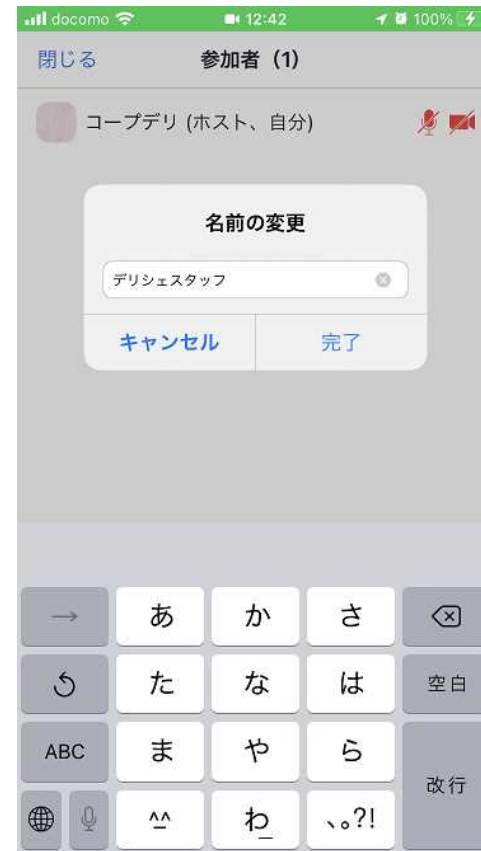 docomo 12:42 100%
閉じる 参加者（1）
コープデリ (ホスト、自分)
名前の変更
デリシェスタッフ
キャンセル 完了
→ あ か さ
た な は 空白
ABC ま や ら
改行
^^ わ_ 、。?!